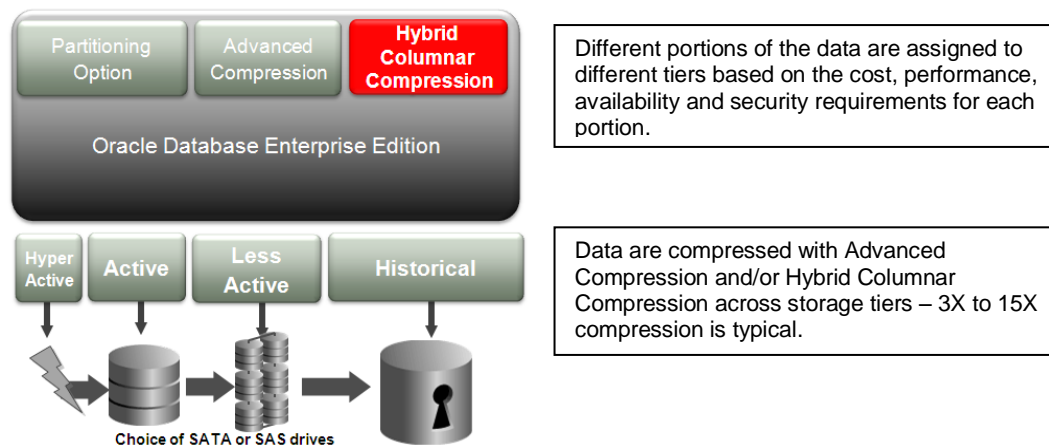 Partitioning
Option
Advanced
Compression
Hybrid
Columnar
Compression
Oracle Database Enterprise Edition
Different portions of the data are assigned to
different tiers based on the cost, performance,
availability and security requirements for each
portion.
Hyper
Active
Active
Less
Active
Historical
Data are compressed with Advanced
Compression and/or Hybrid Columnar
Compression across storage tiers – 3X to 15X
compression is typical.
Choice of SATA or SAS drives